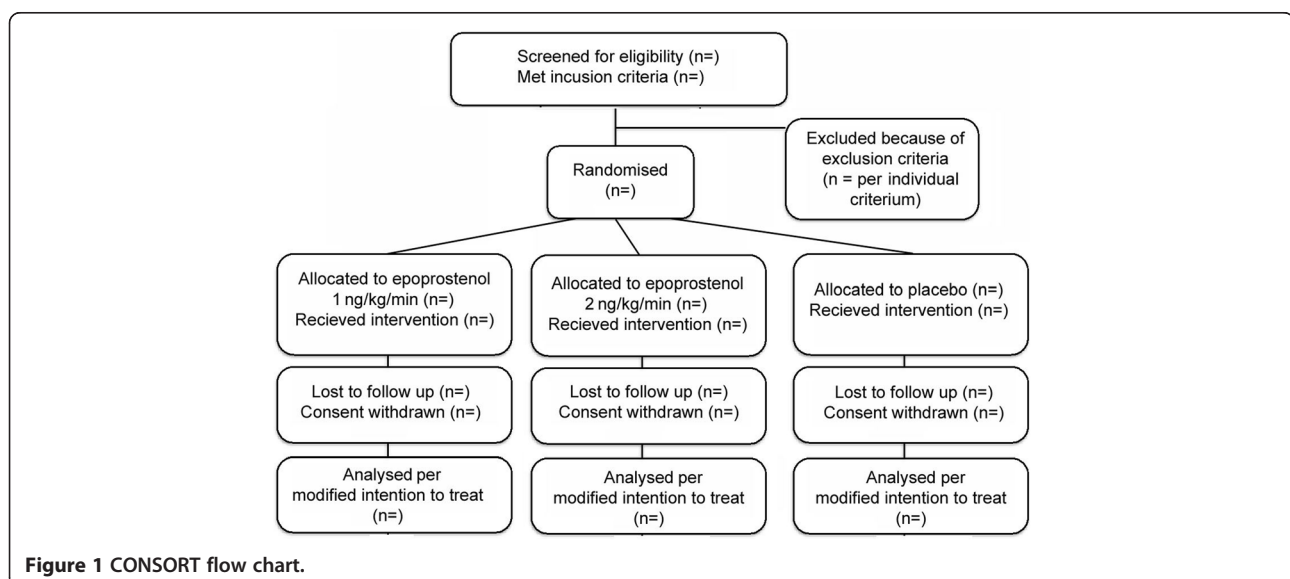 Screened for eligibility (n=)
Met incusion criteria (n=)
Excluded because of
exclusion criteria
(n = per individual
criterium)
Randomised
(n=)
Allocated to epoprostenol
1 ng/kg/min (n=)
Recieved intervention (n=)
Allocated to epoprostenol
2 ng/kg/min (n=)
Recieved intervention (n=)
Allocated to placebo (n=)
Recieved intervention (n=)
Lost to follow up (n=)
Consent withdrawn (n=)
Lost to follow up (n=)
Consent withdrawn (n=)
Lost to follow up (n=)
Consent withdrawn (n=)
Analysed per
modified intention to treat
(n=)
Analysed per
modified intention to treat
(n=)
Analysed per
modified intention to treat
(n=)
Figure 1 CONSORT flow chart.